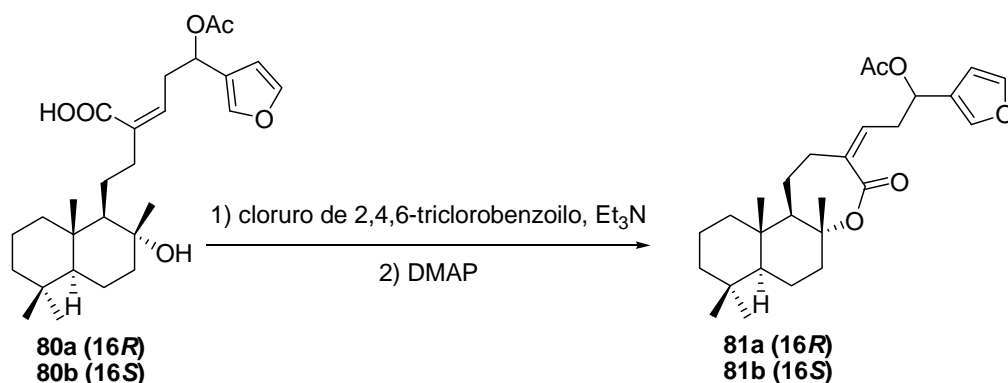 OAc
HOOC
O
OH
H
80a (16R)
80b (16S)
1) cloruro de 2,4,6-triclorobenzoilo, Et3N
2) DMAP
AcO
O
O
O
H
81a (16R)
81b (16S)